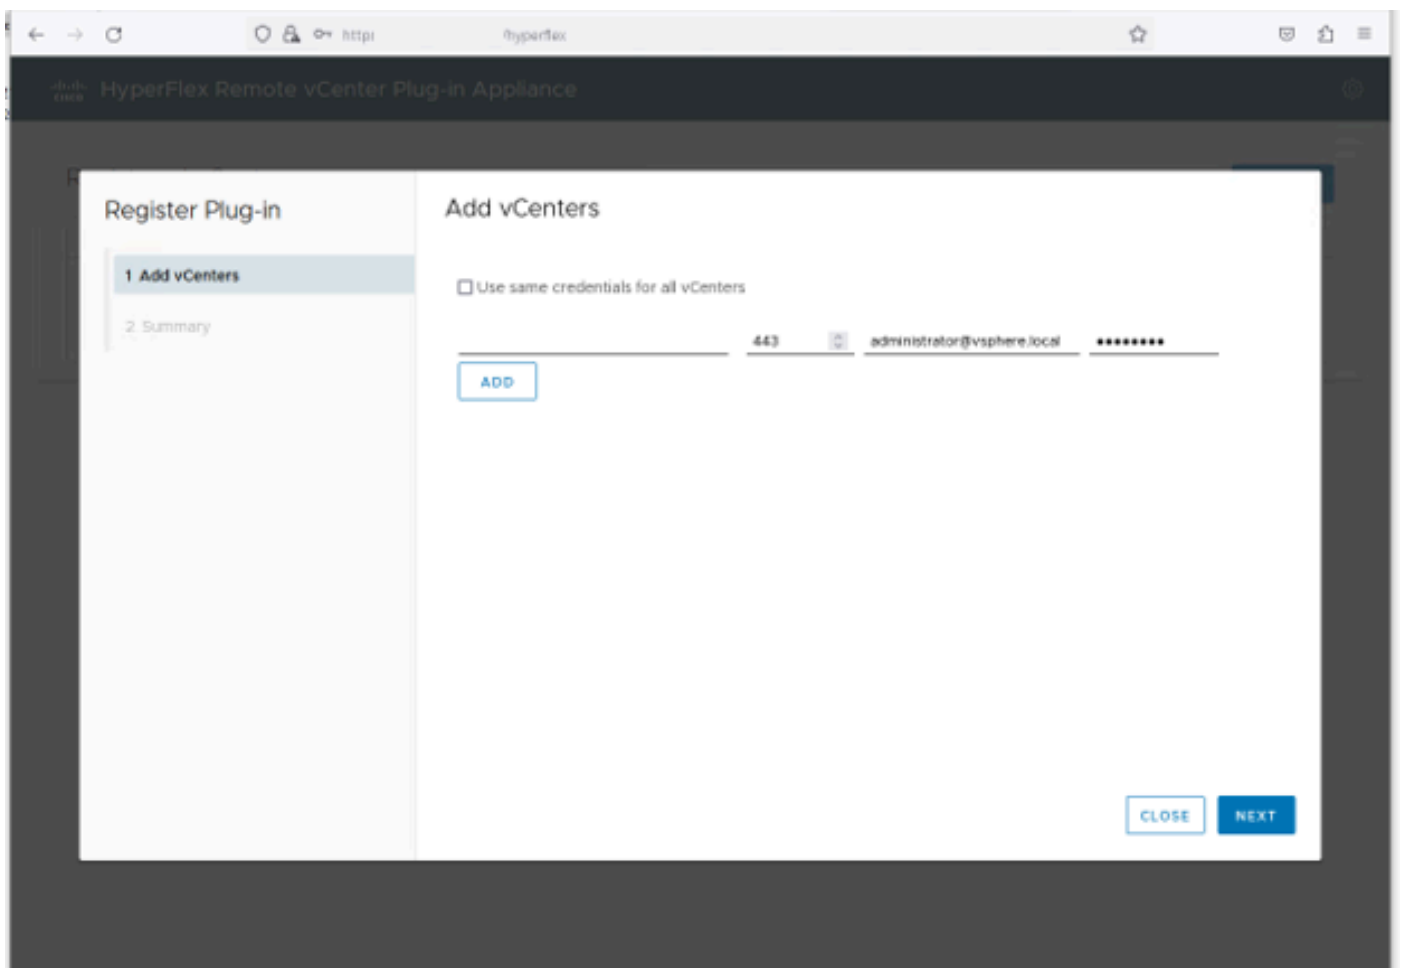 /hyperflex
CISCO HyperFlex Remote vCenter Plug-in Appliance
Register Plug-in
Add vCenters
1 Add vCenters
Use same credentials for all vCenters
2 Summary
443 administrator@vsphere.local ••••••••
ADD
CLOSE NEXT